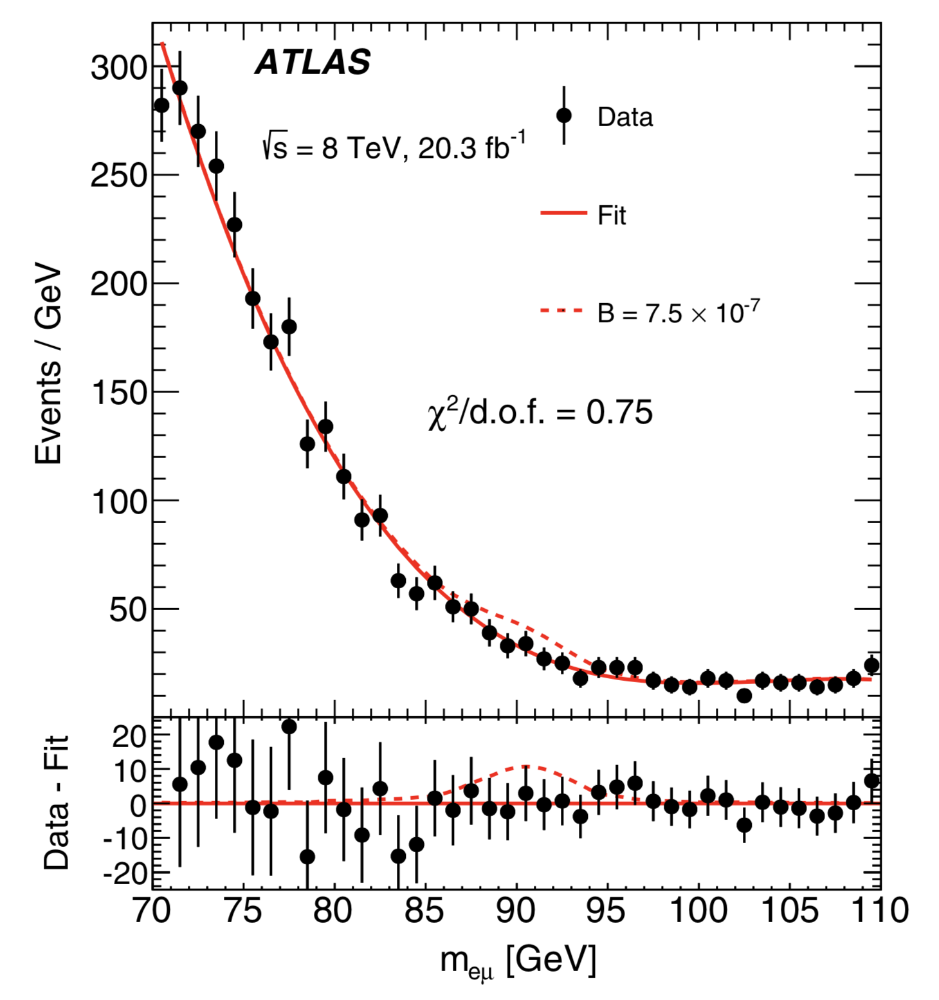 ATLAS
√s = 8 TeV, 20.3 fb⁻¹
Data
Fit
B = 7.5 × 10⁻⁷
χ²/d.o.f. = 0.75
Events / GeV
300
250
200
150
100
50
Data - Fit
20
10
0
-10
-20
70 75 80 85 90 95 100 105 110
m_eμ [GeV]